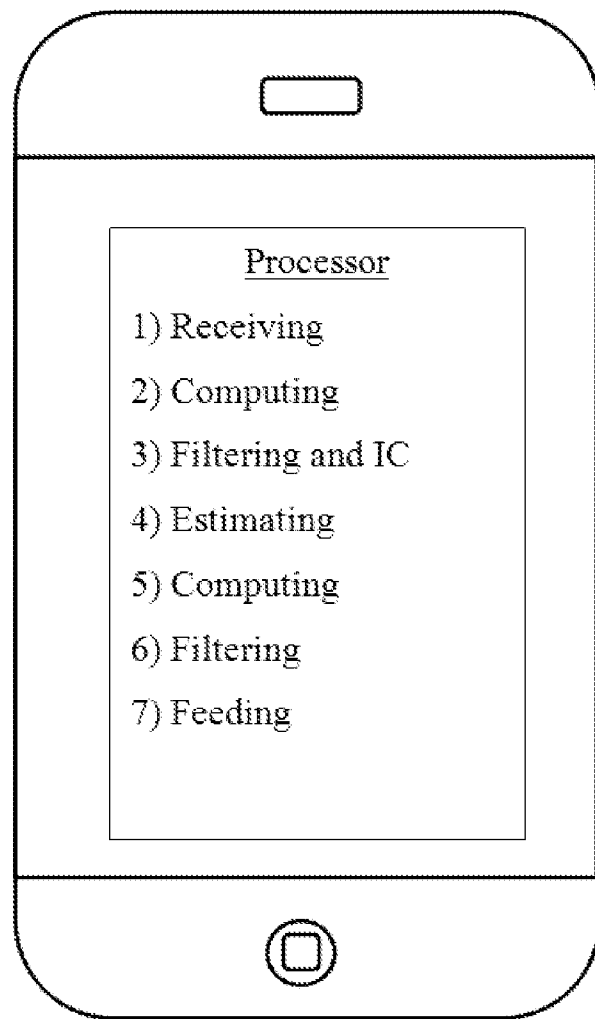 Processor
1) Receiving
2) Computing
3) Filtering and IC
4) Estimating
5) Computing
6) Filtering
7) Feeding